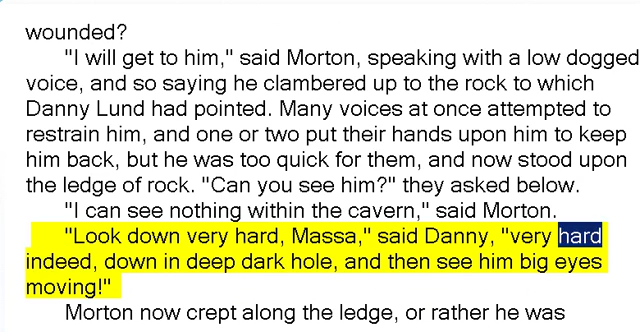 wounded?
"I will get to him," said Morton, speaking with a low dogged
voice, and so saying he clambered up to the rock to which
Danny Lund had pointed. Many voices at once attempted to
restrain him, and one or two put their hands upon him to keep
him back, but he was too quick for them, and now stood upon
the ledge of rock. "Can you see him?" they asked below.
"I can see nothing within the cavern," said Morton.
"Look down very hard, Massa," said Danny, "very hard
indeed, down in deep dark hole, and then see him big eyes
moving!"
Morton now crept along the ledge, or rather he was